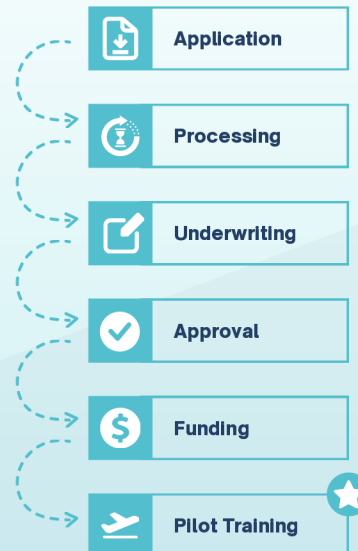 Application
Processing
Underwriting
Approval
Funding
Pilot Training